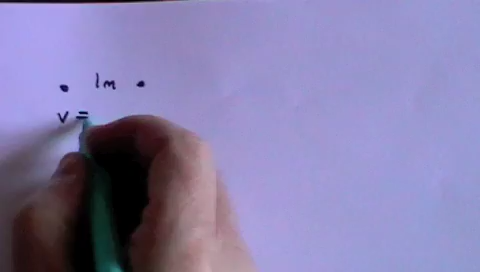 • 1m •
v =